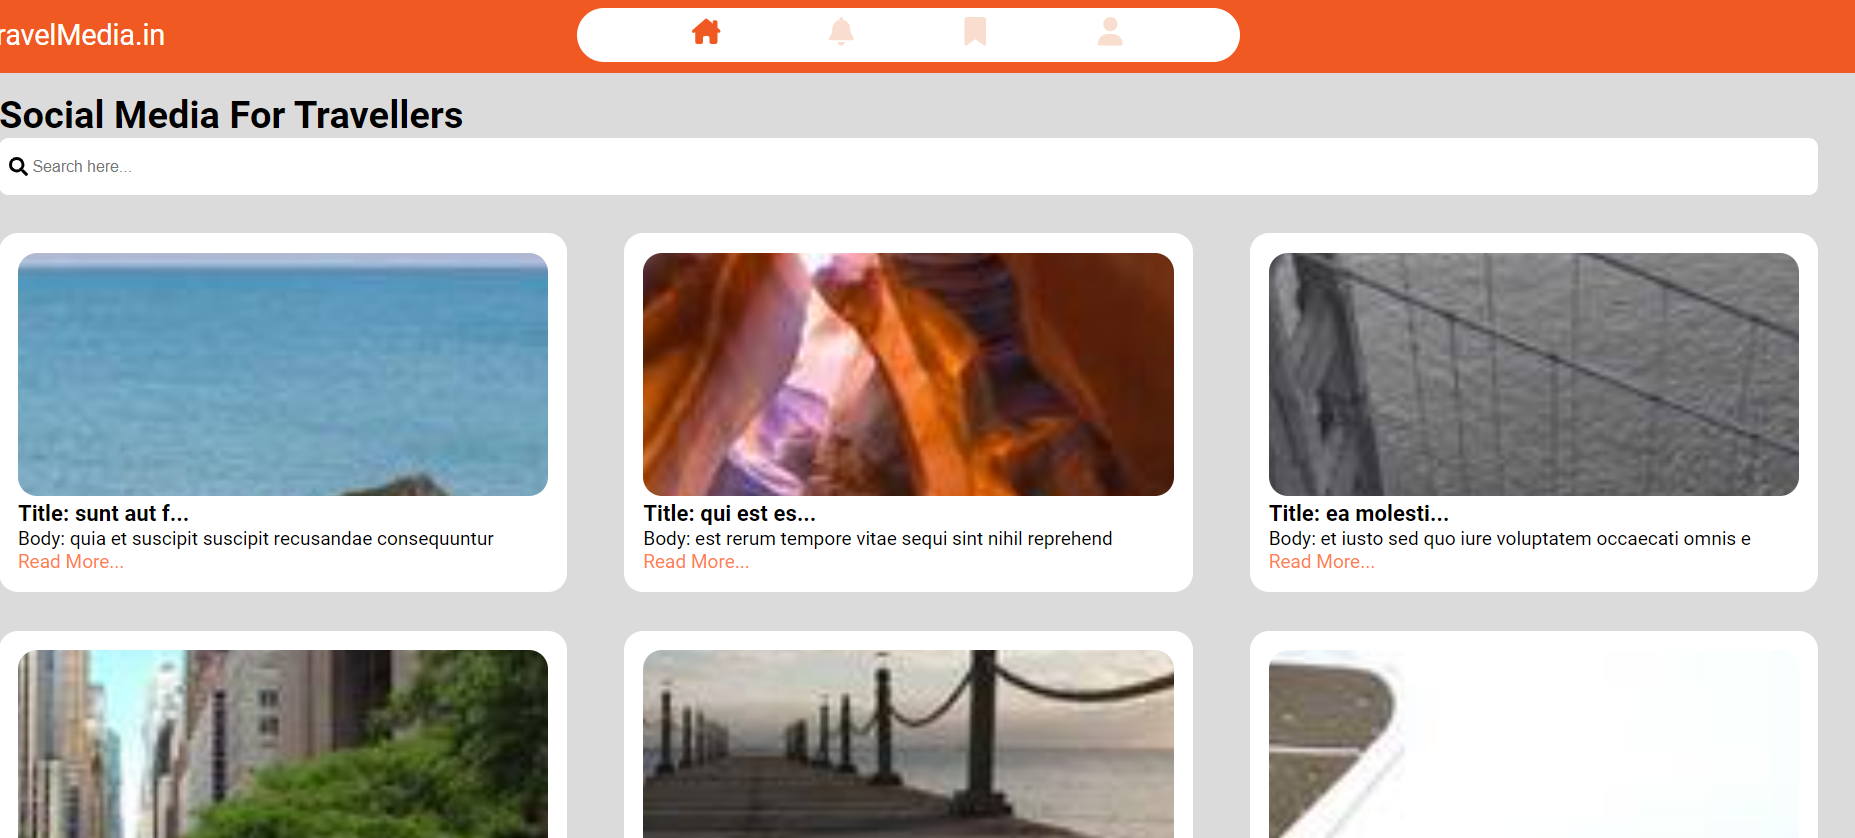 ravelMedia.in
Social Media For Travellers
Search here...
Title: sunt aut f...
Body: quia et suscipit suscipit recusandae consequuntur
Read More...
Title: qui est es...
Body: est rerum tempore vitae sequi sint nihil reprehend
Read More...
Title: ea molesti...
Body: et iusto sed quo iure voluptatem occaecati omnis e
Read More...